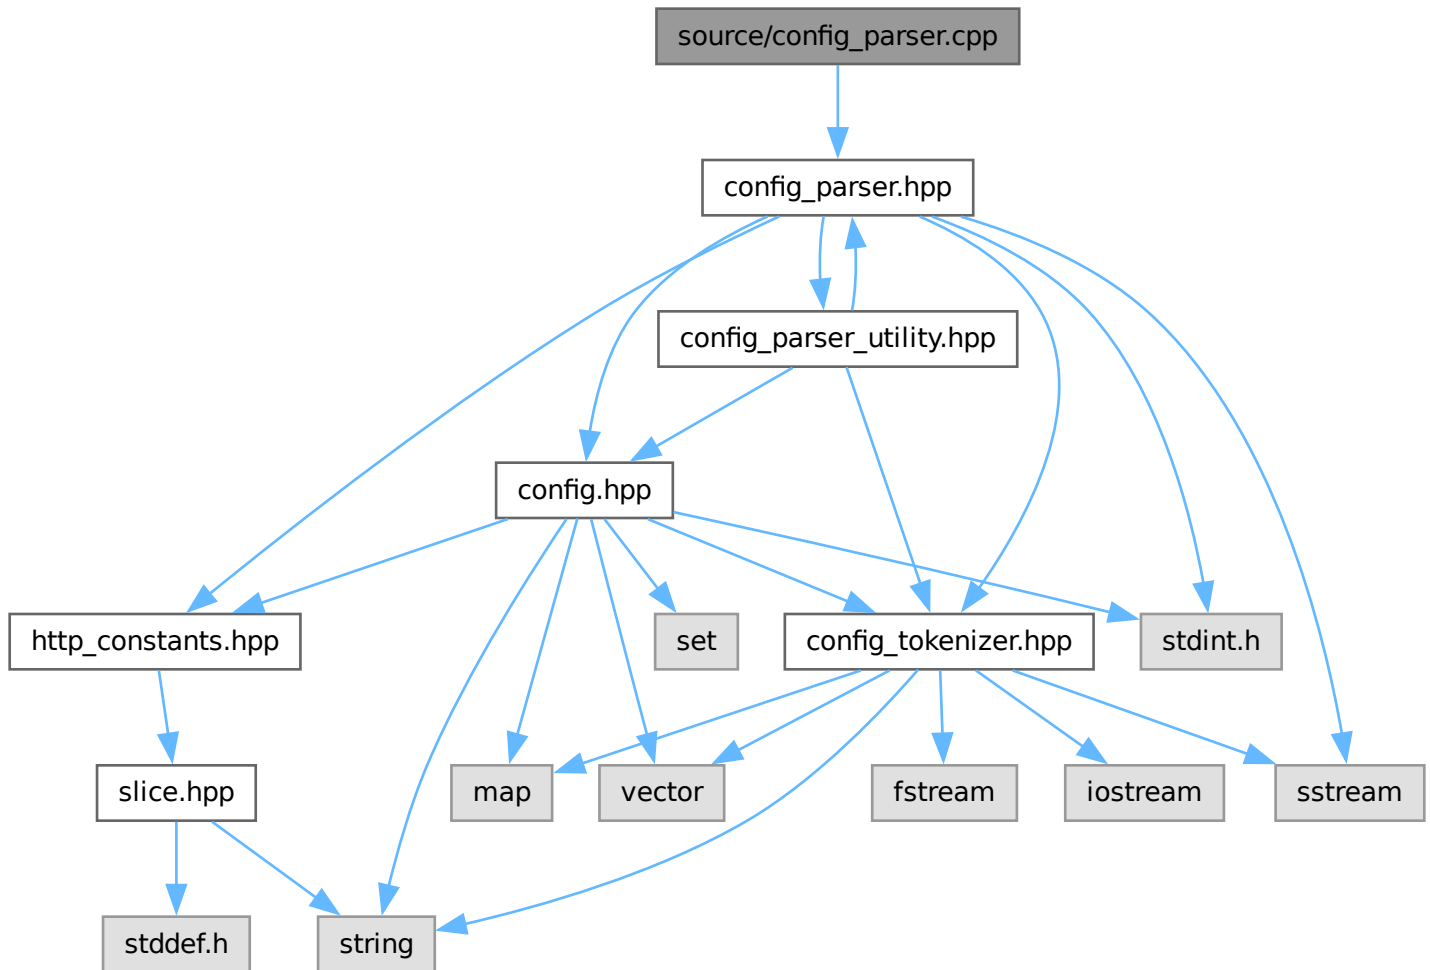 source/config_parser.cpp
config_parser.hpp
config_parser_utility.hpp
config.hpp
http_constants.hpp
set
config_tokenizer.hpp
stdint.h
slice.hpp
map
vector
fstream
iostream
sstream
stddef.h
string